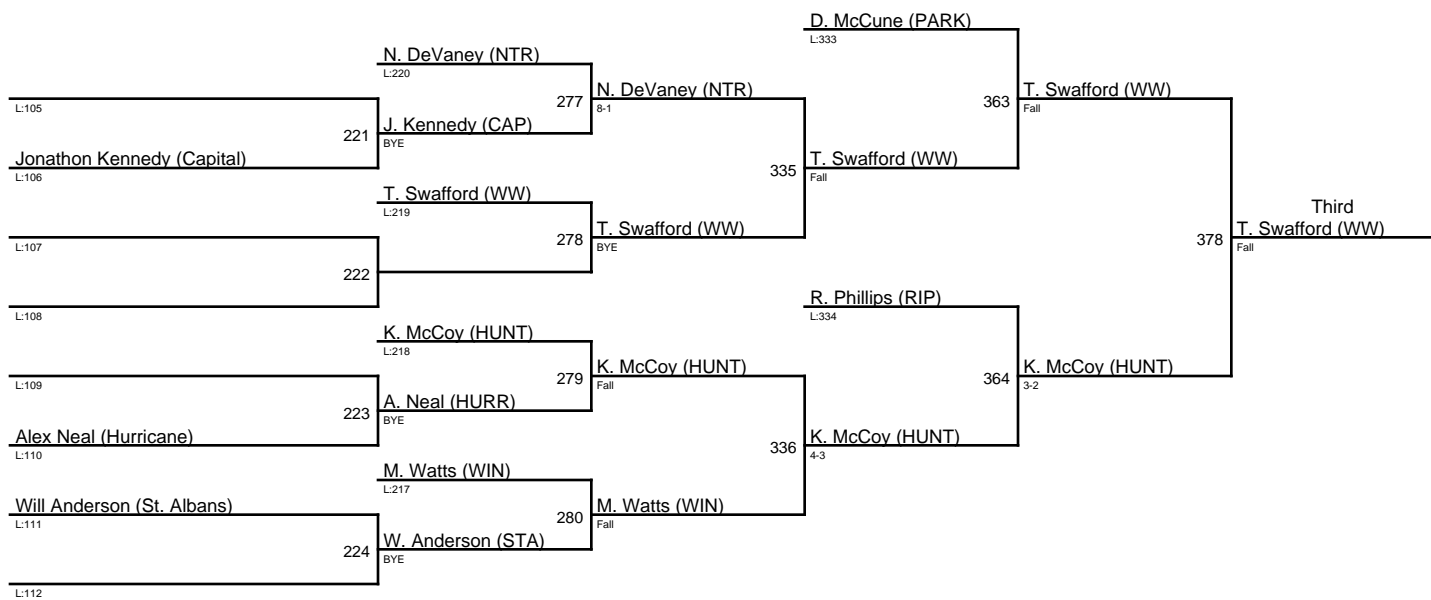 D. McCune (PARK)
L:333
N. DeVaney (NTR)
L:220
277
N. DeVaney (NTR)
8-1
363
T. Swafford (WW)
Fall
L:105
221
J. Kennedy (CAP)
BYE
Jonathon Kennedy (Capital)
L:106
335
T. Swafford (WW)
Fall
T. Swafford (WW)
L:219
278
T. Swafford (WW)
BYE
378
Third
T. Swafford (WW)
Fall
L:107
222
L:108
R. Phillips (RIP)
L:334
K. McCoy (HUNT)
L:218
279
K. McCoy (HUNT)
Fall
364
K. McCoy (HUNT)
3-2
L:109
223
A. Neal (HURR)
BYE
Alex Neal (Hurricane)
L:110
336
K. McCoy (HUNT)
4-3
M. Watts (WIN)
L:217
280
M. Watts (WIN)
Fall
Will Anderson (St. Albans)
L:111
224
W. Anderson (STA)
BYE
L:112